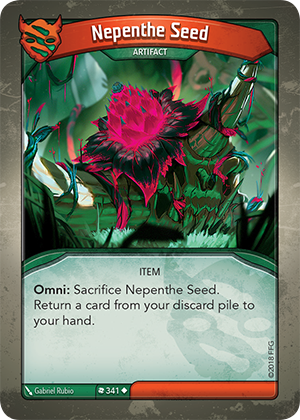 Nepenthe Seed
ARTIFACT
ITEM
Omni: Sacrifice Nepenthe Seed.
Return a card from your discard pile to
your hand.
©2018 FFG
Gabriel Rubio
341